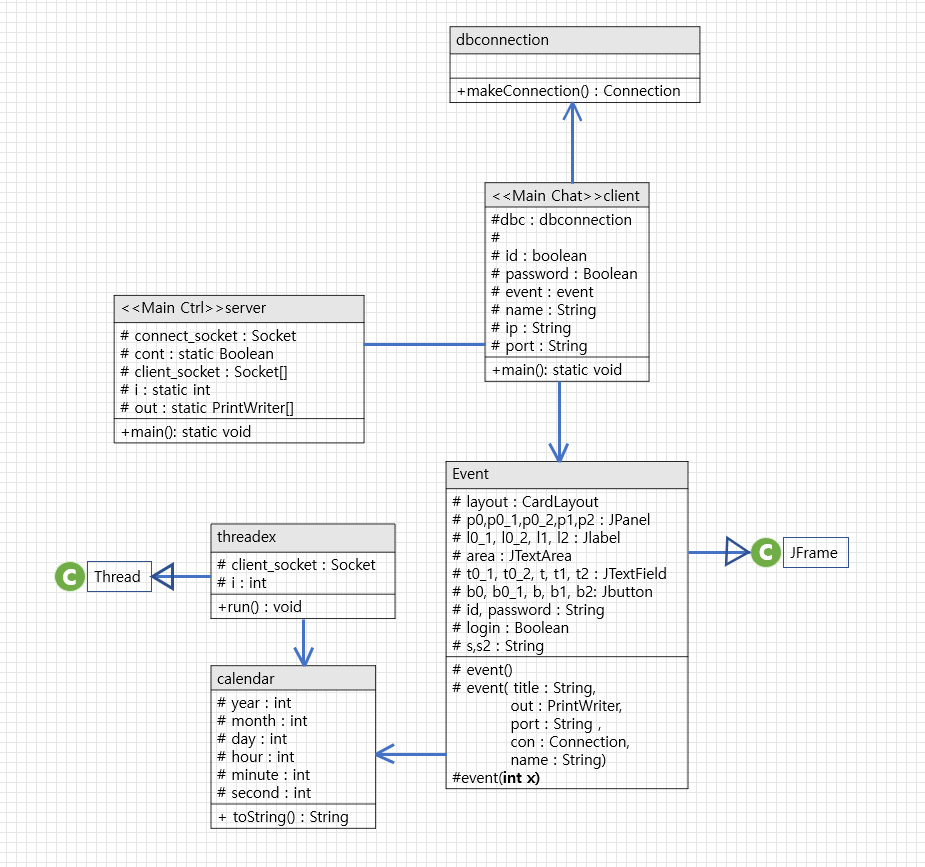 dbconnection
+makeConnection() : Connection
<<Main Chat>>client
#dbc : dbconnection
#
# id : boolean
# password : Boolean
# event : event
# name : String
# ip : String
# port : String
+main(): static void
<<Main Ctrl>>server
# connect_socket : Socket
# cont : static Boolean
# client_socket : Socket[]
# i : static int
# out : static PrintWriter[]
+main(): static void
Event
# layout : CardLayout
# p0,p0_1,p0_2,p1,p2 : JPanel
# l0_1, l0_2, l1, l2 : Jlabel
# area : JTextArea
# t0_1, t0_2, t, t1, t2 : JTextField
# b0, b0_1, b, b1, b2: Jbutton
# id, password : String
# login : Boolean
# s,s2 : String
# event()
# event( title : String,
out : PrintWriter,
port : String ,
con : Connection,
name : String)
#event(int x)
C
JFrame
threadex
# client_socket : Socket
# i : int
+run() : void
C
Thread
calendar
# year : int
# month : int
# day : int
# hour : int
# minute : int
# second : int
+ toString() : String